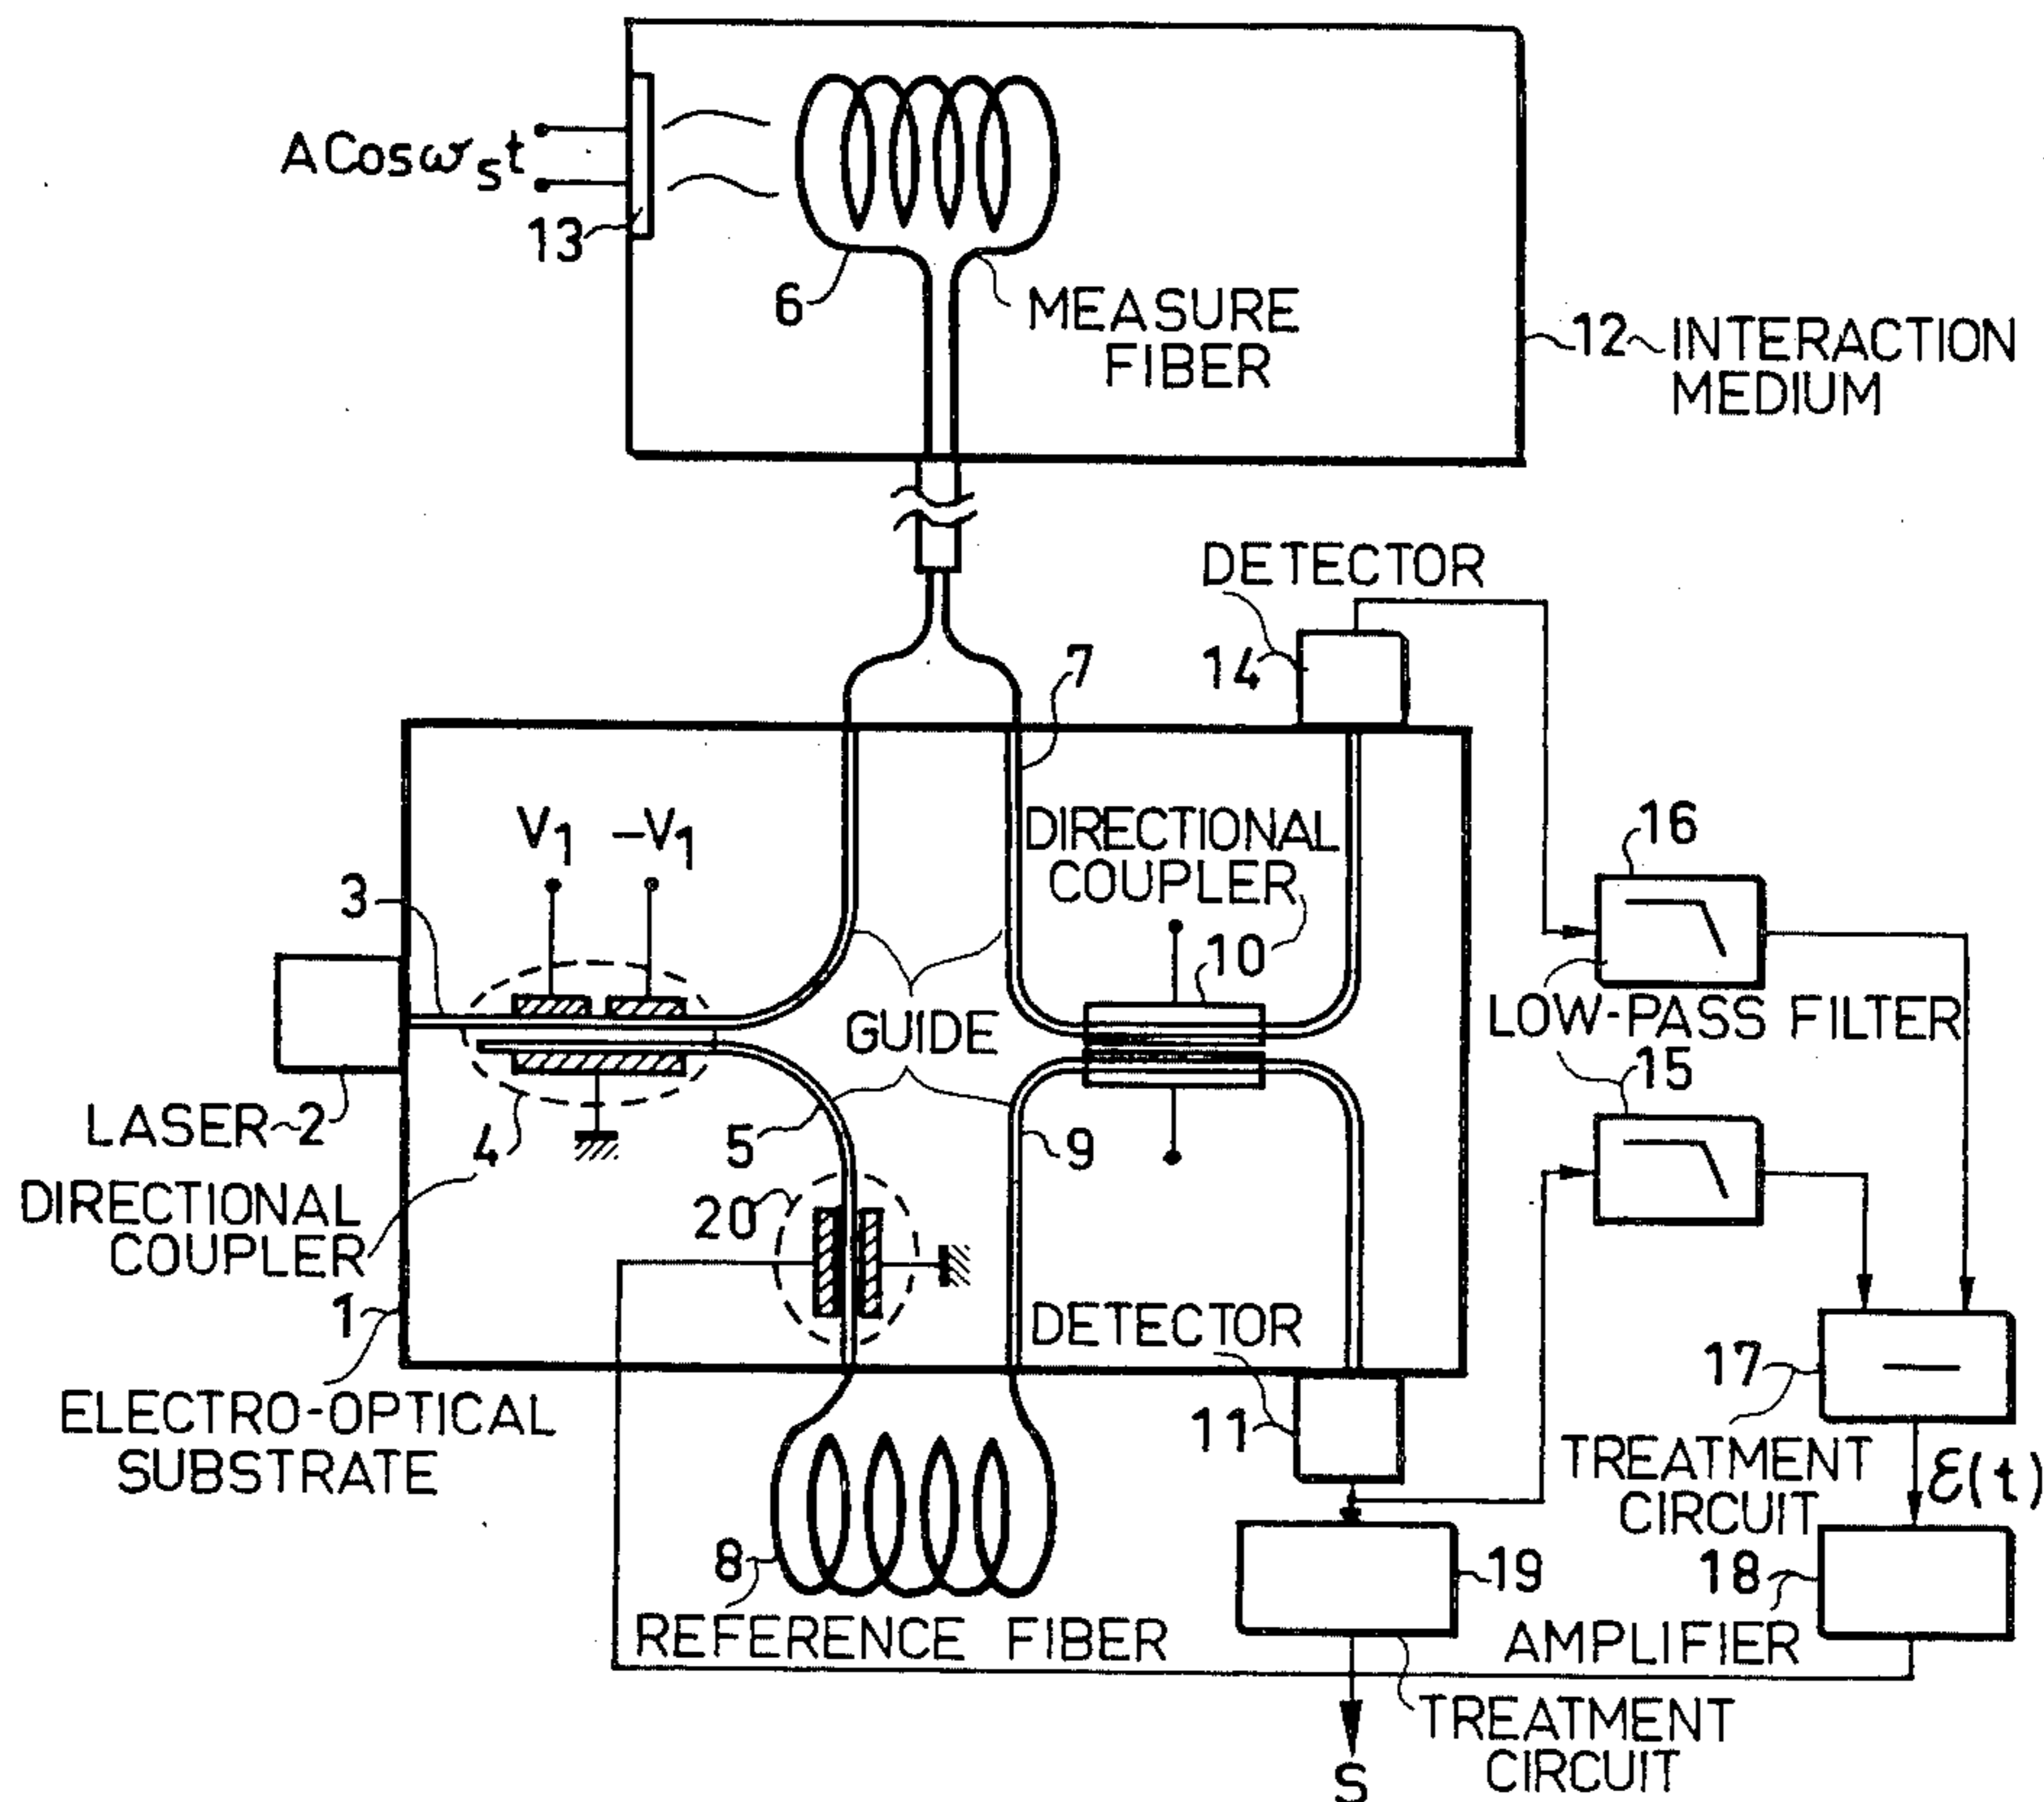 ACosωst
13
6
MEASURE
FIBER
12 INTERACTION
MEDIUM
DETECTOR
14
7
V1 -V1
DIRECTIONAL
COUPLER
3
10
16
GUIDE
LOW-PASS FILTER
15
LASER 2
4
5
9
DIRECTIONAL
COUPLER
20
1
DETECTOR
ELECTRO-OPTICAL
SUBSTRATE
11
17
TREATMENT
CIRCUIT
ε(t)
8
19
18
REFERENCE FIBER
AMPLIFIER
TREATMENT
CIRCUIT
S